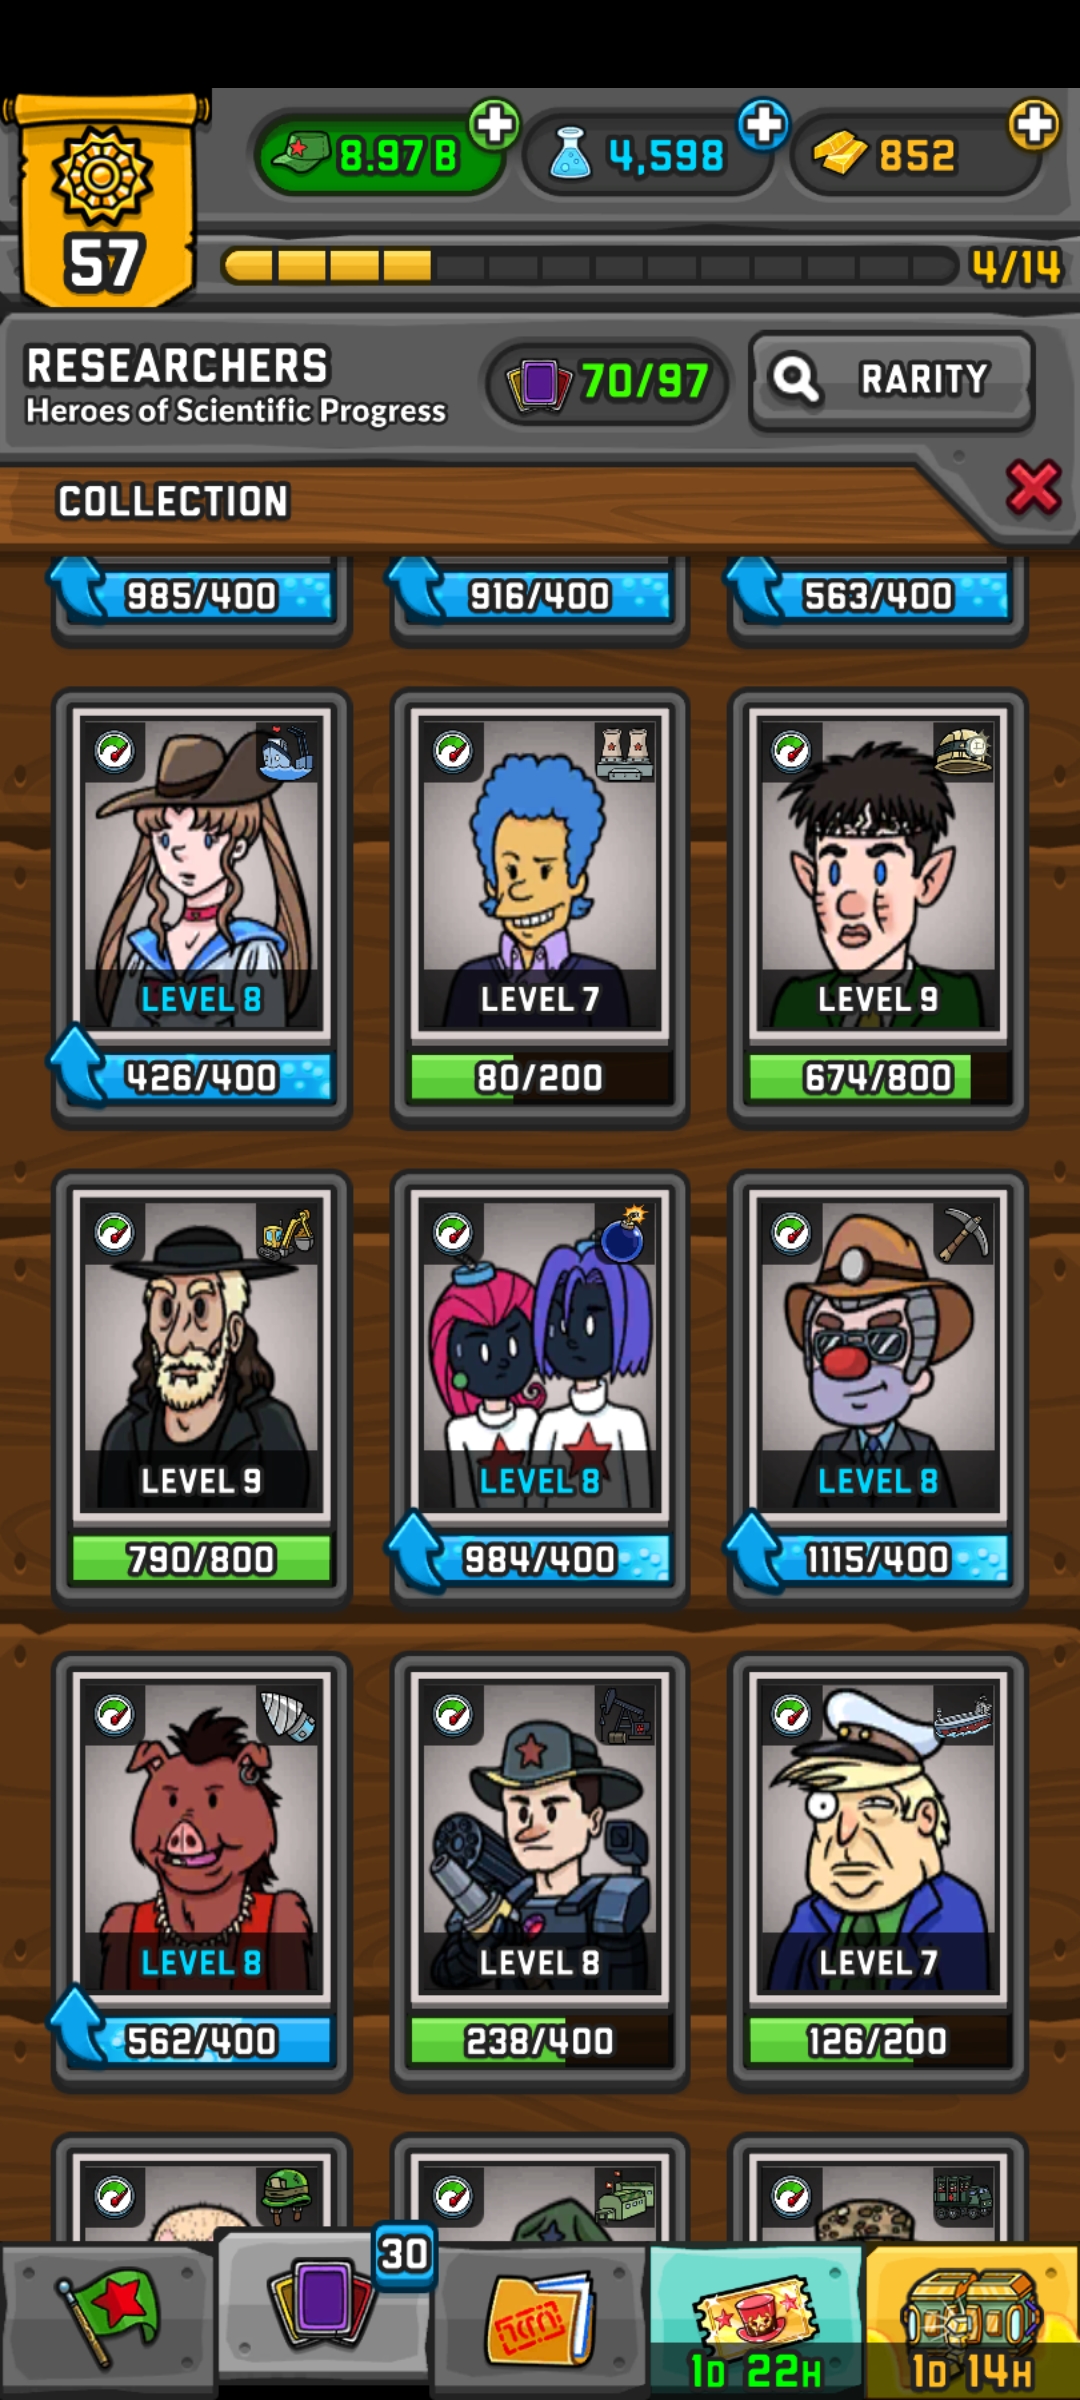 8.97B
4,598
852
57
4/14
RESEARCHERS
Heroes of Scientific Progress
70/97
RARITY
COLLECTION
985/400
916/400
563/400
LEVEL 8
LEVEL 7
LEVEL 9
426/400
80/200
674/800
LEVEL 9
LEVEL 8
LEVEL 8
790/800
984/400
1115/400
LEVEL 8
LEVEL 8
LEVEL 7
562/400
238/400
126/200
30
1D 22H
1D 14H